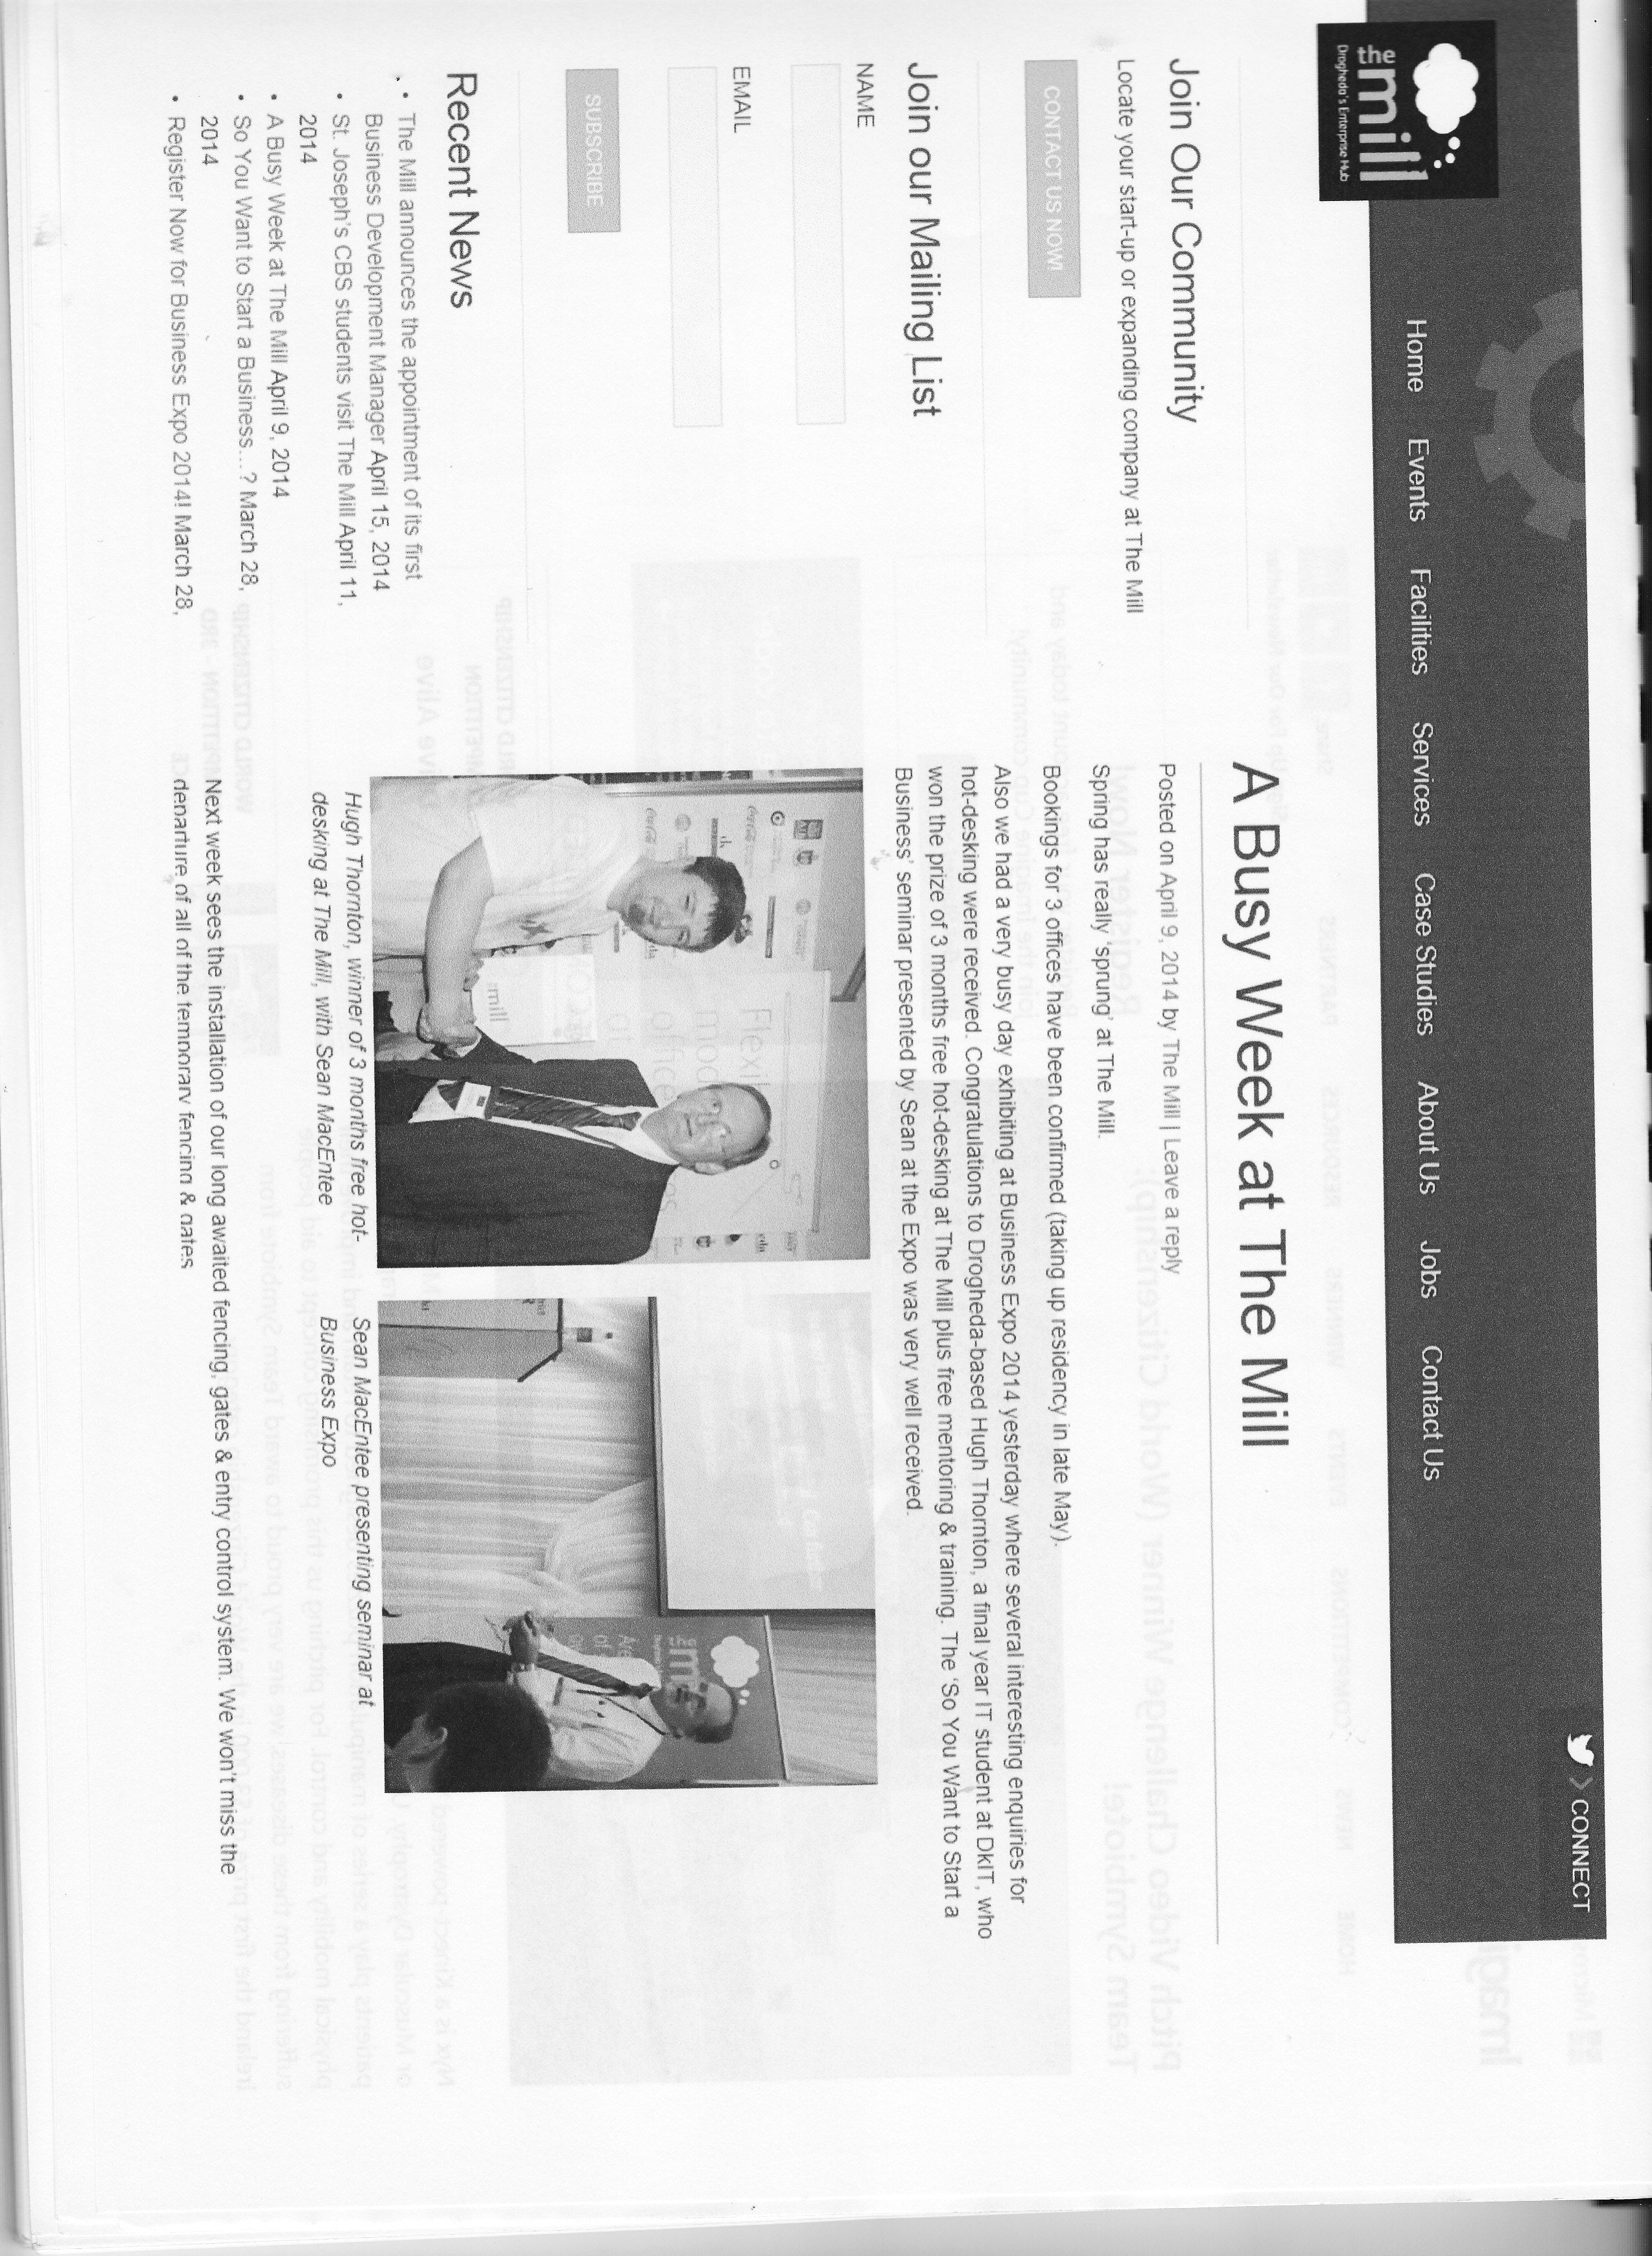 > CONNECT
the mill
Drogheda's Enterprise Hub
Home Events Facilities Services Case Studies About Us Jobs Contact Us
Join Our Community
Locate your start-up or expanding company at The Mill
CONTACT US NOW!
Join our Mailing List
NAME
EMAIL
SUBSCRIBE
Recent News
• The Mill announces the appointment of its first
Business Development Manager April 15, 2014
• St. Joseph's CBS students visit The Mill April 11,
2014
• A Busy Week at The Mill April 9, 2014
• So You Want to Start a Business...? March 28,
2014
• Register Now for Business Expo 2014! March 28,
A Busy Week at The Mill
Posted on April 9, 2014 by The Mill | Leave a reply
Spring has really 'sprung' at The Mill.
Bookings for 3 offices have been confirmed (taking up residency in late May).
Also we had a very busy day exhibiting at Business Expo 2014 yesterday where several interesting enquiries for
hot-desking were received. Congratulations to Drogheda-based Hugh Thornton, a final year IT student at DkIT, who
won the prize of 3 months free hot-desking at The Mill plus free mentoring & training. The 'So You Want to Start a
Business' seminar presented by Sean at the Expo was very well received.
mill
Hugh Thornton, winner of 3 months free hot-
desking at The Mill, with Sean MacEntee
Sean MacEntee presenting seminar at
Business Expo
Next week sees the installation of our long awaited fencing, gates & entry control system. We won't miss the
departure of all of the temporary fencing & gates